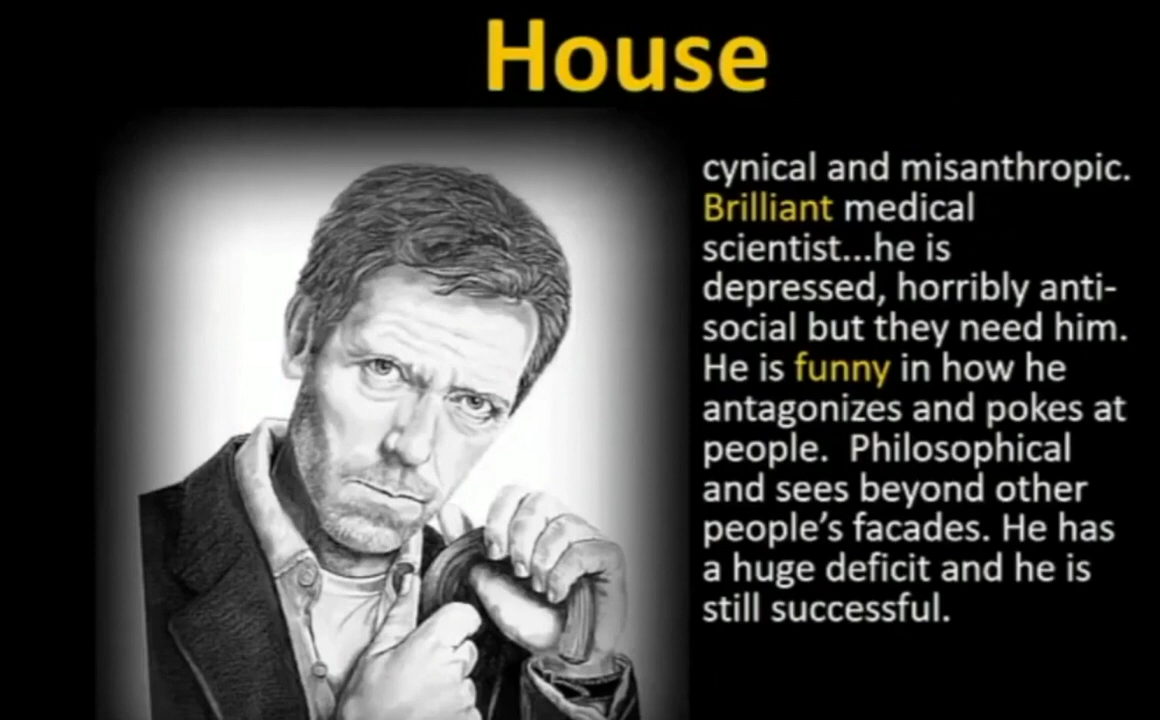 House
cynical and misanthropic.
Brilliant medical
scientist...he is
depressed, horribly anti-
social but they need him.
He is funny in how he
antagonizes and pokes at
people.  Philosophical
and sees beyond other
people’s facades. He has
a huge deficit and he is
still successful.